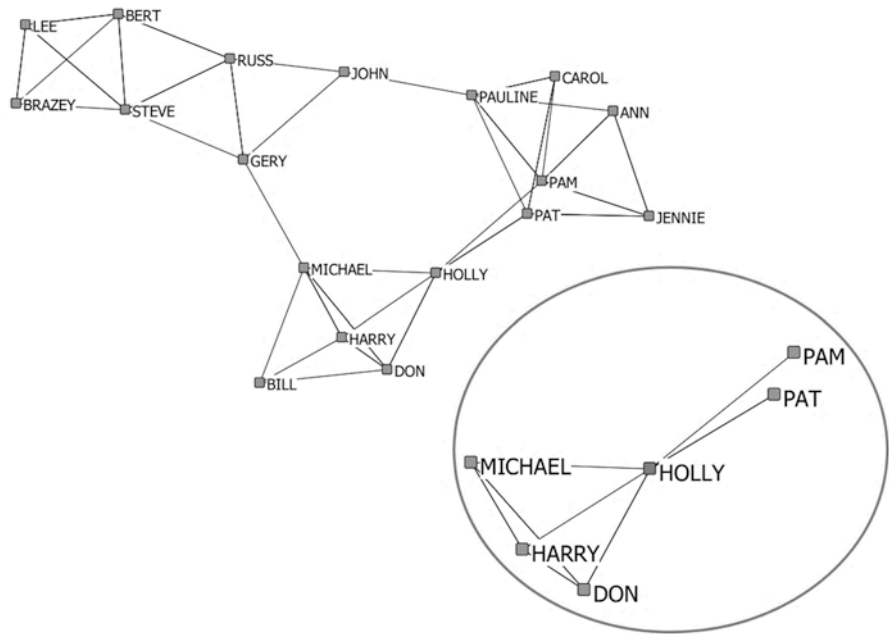 LEE
BERT
RUSS
JOHN
CAROL
PAULINE
ANN
BRAZEY
STEVE
GERY
PAM
PAT
JENNIE
MICHAEL
HOLLY
HARRY
DON
BILL
PAM
PAT
MICHAEL
HOLLY
HARRY
DON